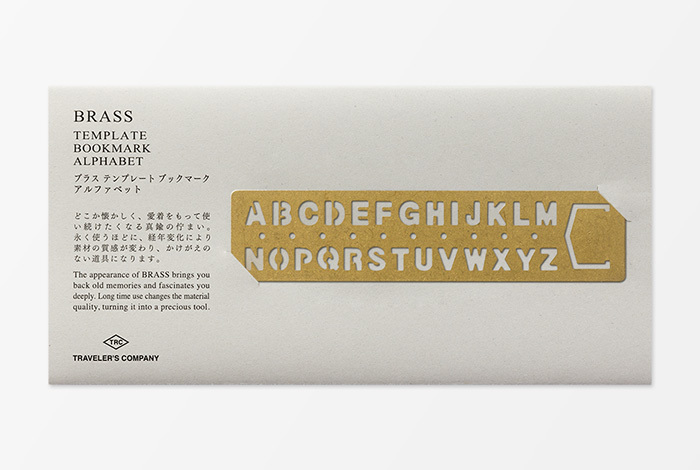 BRASS
TEMPLATE
BOOKMARK
ALPHABET
ブラス テンプレート ブックマーク
アルファベット
どこか懐かしく、愛着をもって使
い続けたくなる真鍮の佇まい。
永く使うほどに、経年変化により
素材の質感が変わり、かけがえの
ない道具になります。
The appearance of BRASS brings you
back old memories and fascinates you
deeply. Long time use changes the material
quality, turning it into a precious tool.
TRC
TRAVELER'S COMPANY
ABCDEFGHIJKLM
NOPQRSTUVWXYZ